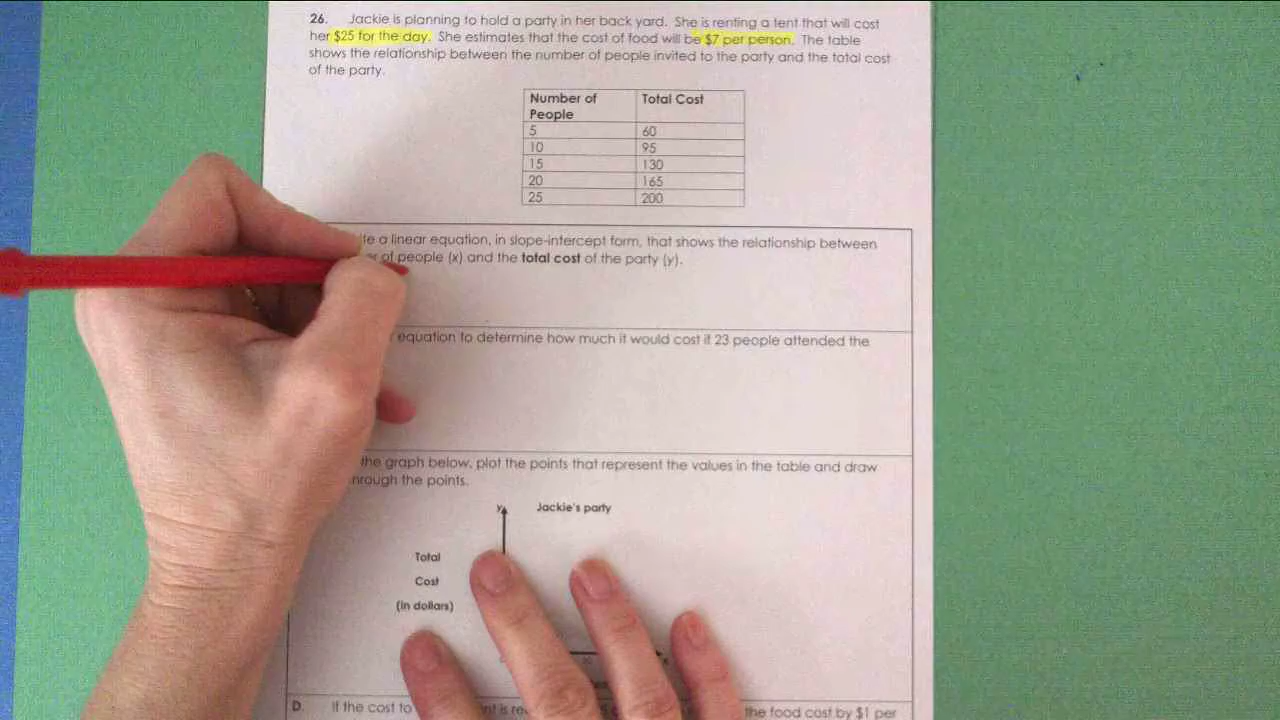 26. Jackie is planning to hold a party in her back yard. She is renting a tent that will cost
her $25 for the day. She estimates that the cost of food will be $7 per person. The table
shows the relationship between the number of people invited to the party and the total cost
of the party.
Number of People Total Cost
5 60
10 95
15 130
20 165
25 200
a linear equation, in slope-intercept form, that shows the relationship between
of people (x) and the total cost of the party (y).
equation to determine how much it would cost if 23 people attended the
the graph below, plot the points that represent the values in the table and draw
the points.
y Jackie's party
Total
Cost
(in dollars)
x
D. If the cost to is the food cost by $1 per